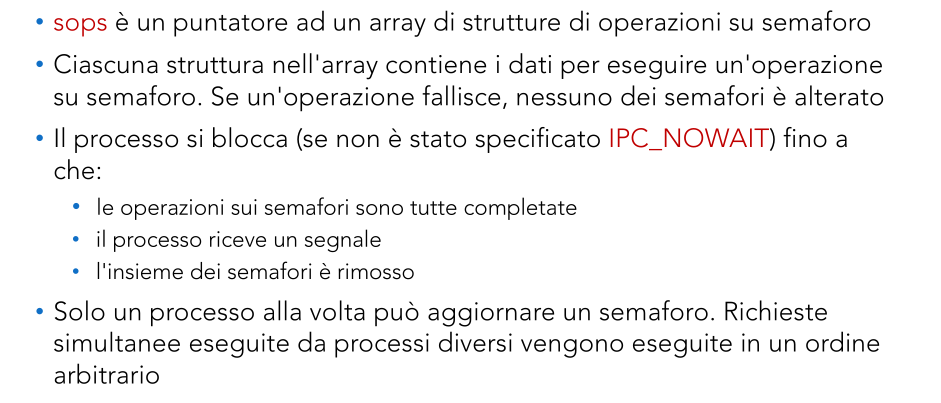 • sops è un puntatore ad un array di strutture di operazioni su semaforo
• Ciascuna struttura nell'array contiene i dati per eseguire un'operazione
su semaforo. Se un'operazione fallisce, nessuno dei semafori è alterato
• Il processo si blocca (se non è stato specificato IPC_NOWAIT) fino a
che:
• le operazioni sui semafori sono tutte completate
• il processo riceve un segnale
• l'insieme dei semafori è rimosso
• Solo un processo alla volta può aggiornare un semaforo. Richieste
simultanee eseguite da processi diversi vengono eseguite in un ordine
arbitrario